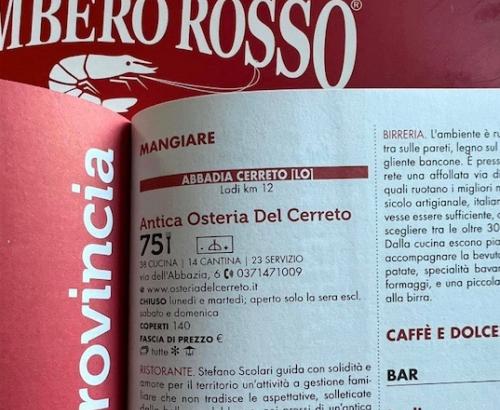 MBERO ROSSO®
provincia
MANGIARE
ABBADIA CERRETO [LO]
Lodi km 12
Antica Osteria Del Cerreto
75
38 CUCINA | 14 CANTINA | 23 SERVIZIO
via dell'Abbazia, 6 0371471009
www.osteriadelcerreto.it
CHIUSO lunedì e martedì; aperto solo la sera escl.
sabato e domenica
COPERTI 140
FASCIA DI PREZZO €
tutte
RISTORANTE. Stefano Scolari guida con solidità e
amore per il territorio un'attività a gestione fami-
liare che non tradisce le aspettative, solleticate
BIRRERIA. L'ambiente è ru
tra sulle pareti, legno sul
gliente bancone. È press
rete una affollata via di
quali ruotano i migliori n
sicolo artigianale, italian
vesse essere sufficiente, c
scegliere tra le oltre 30
Dalla cucina escono pia
accompagnare la bevut
patate, specialità bavar
formaggi, e una piccola
alla birra.
CAFFÈ E DOLCE
BAR